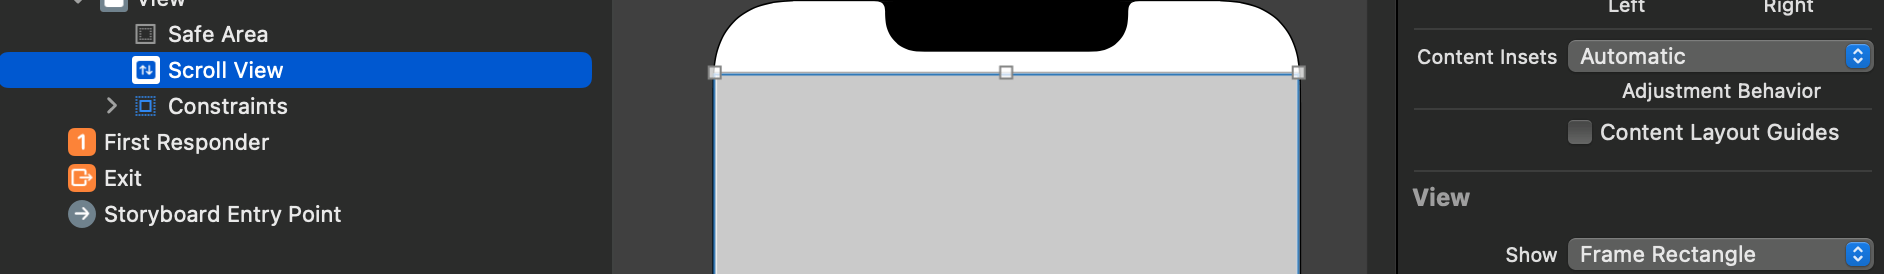 View
Safe Area
Scroll View
Constraints
1 First Responder
Exit
Storyboard Entry Point
Left Right
Content Insets Automatic
Adjustment Behavior
Content Layout Guides
View
Show Frame Rectangle